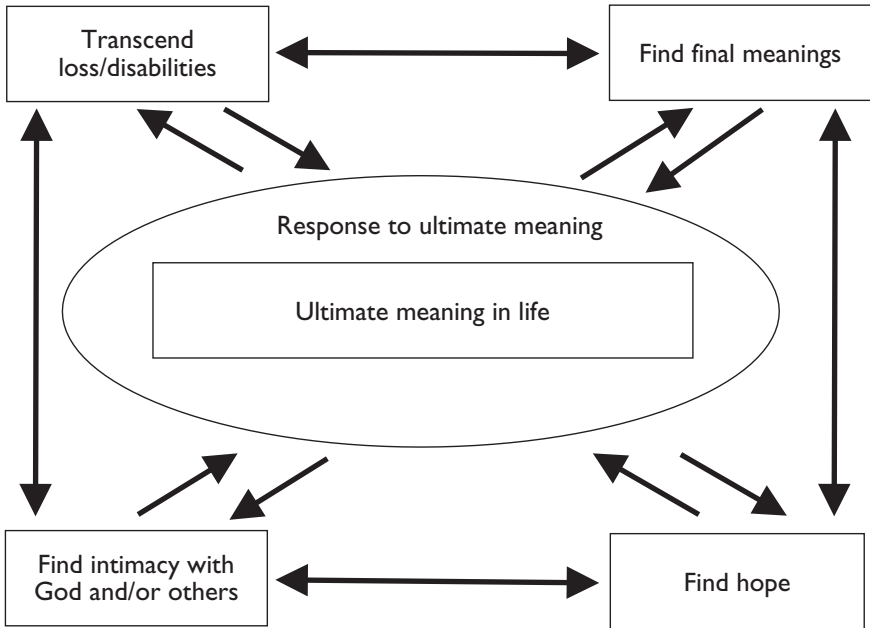 Transcend
loss/disabilities
Find final meanings
Response to ultimate meaning
Ultimate meaning in life
Find intimacy with
God and/or others
Find hope